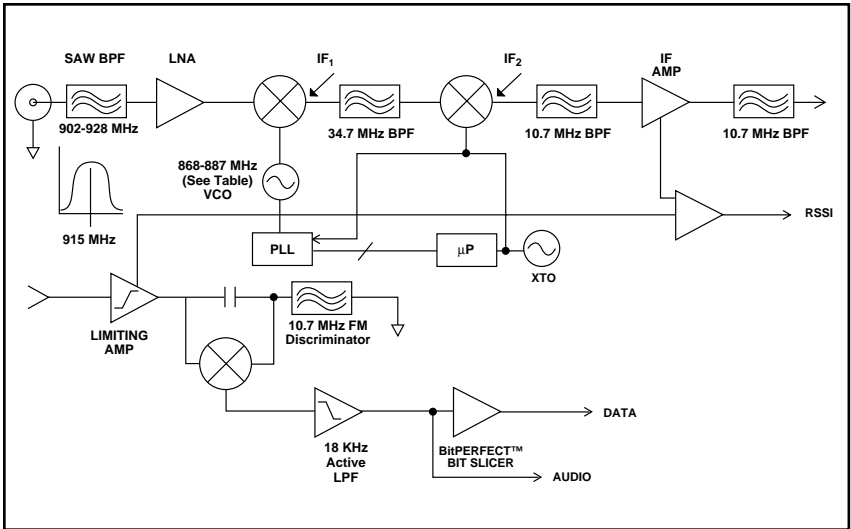 SAW BPF
LNA
IF1
IF2
IF
AMP
902-928 MHz
34.7 MHz BPF
10.7 MHz BPF
10.7 MHz BPF
868-887 MHz
(See Table)
VCO
915 MHz
PLL
µP
XTO
RSSI
LIMITING
AMP
10.7 MHz FM
Discriminator
18 KHz
Active
LPF
BitPERFECT™
BIT SLICER
DATA
AUDIO